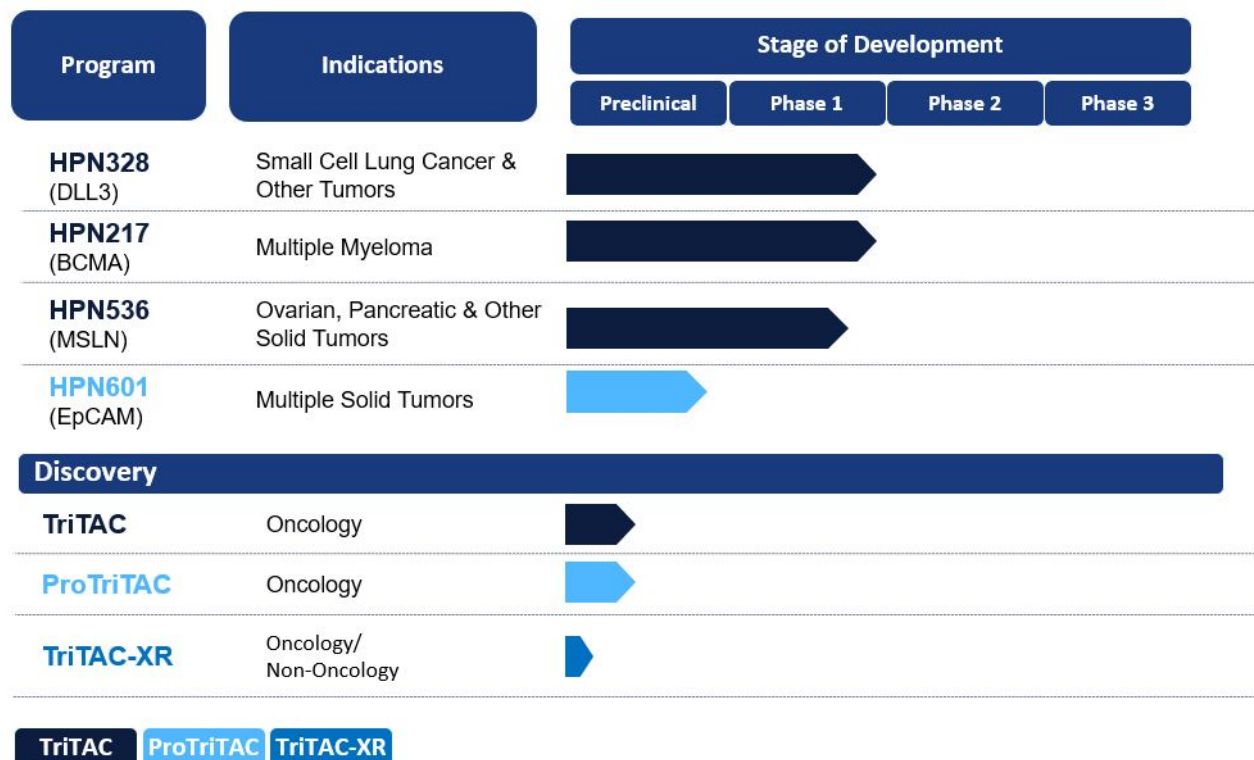 Program
Indications
Stage of Development
Preclinical
Phase 1
Phase 2
Phase 3
HPN328
(DLL3)
Small Cell Lung Cancer &
Other Tumors
HPN217
(BCMA)
Multiple Myeloma
HPN536
(MSLN)
Ovarian, Pancreatic & Other
Solid Tumors
HPN601
(EpCAM)
Multiple Solid Tumors
Discovery
TriTAC
Oncology
ProTriTAC
Oncology
TriTAC-XR
Oncology/
Non-Oncology
TriTAC
ProTriTAC
TriTAC-XR